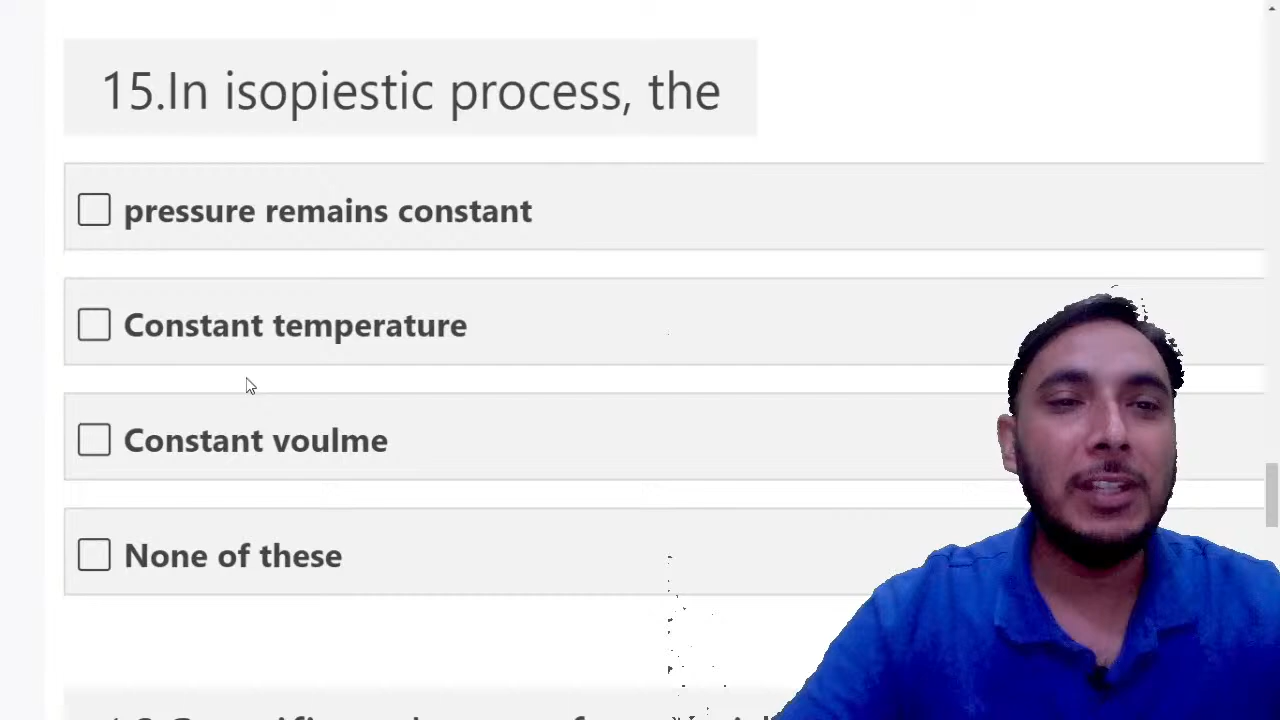 15.In isopiestic process, the
pressure remains constant
Constant temperature
Constant voulme
None of these